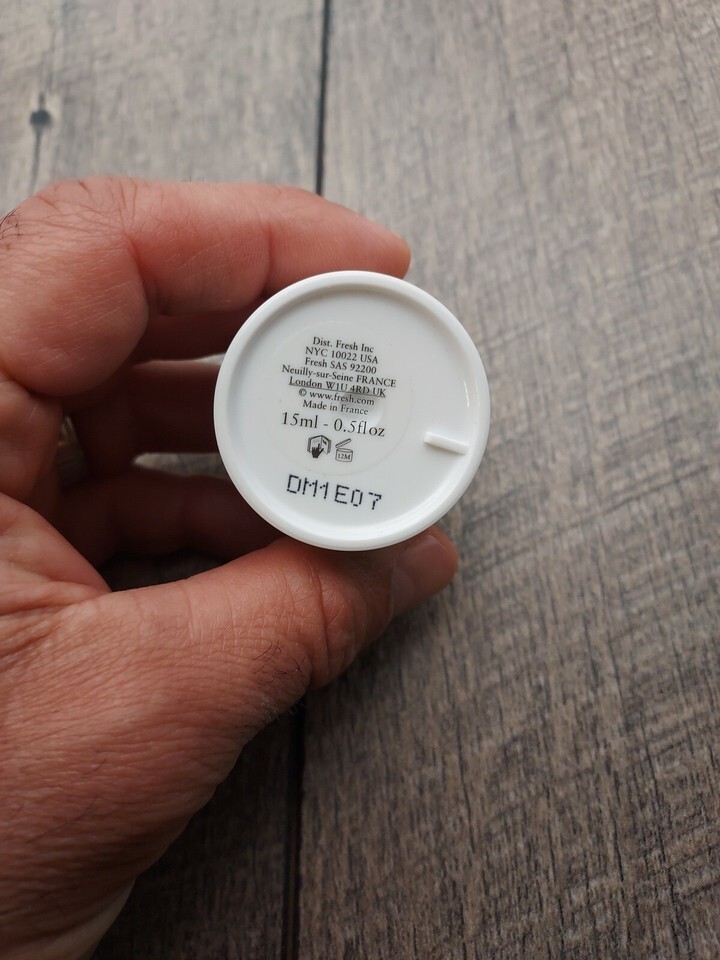 Dist. Fresh Inc
NYC 10022 USA
Fresh SAS 92200
Neuilly-sur-Seine FRANCE
London W1U 4RD UK
© www.fresh.com
Made in France
15ml - 0.5fl oz
12M
DM1E07